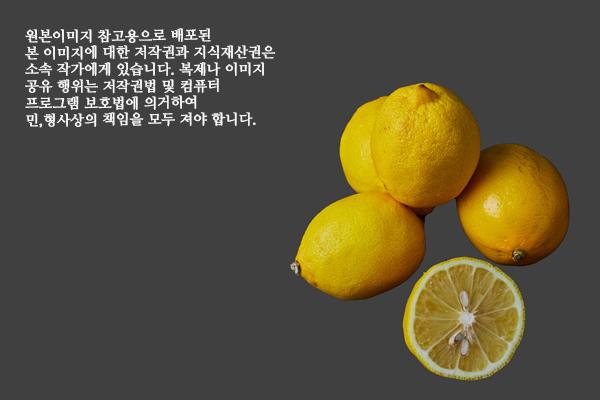 원본이미지 참고용으로 배포된
본 이미지에 대한 저작권과 지식재산권은
소속 작가에게 있습니다. 복제나 이미지
공유 행위는 저작권법 및 컴퓨터
프로그램 보호법에 의거하여
민,형사상의 책임을 모두 져야 합니다.